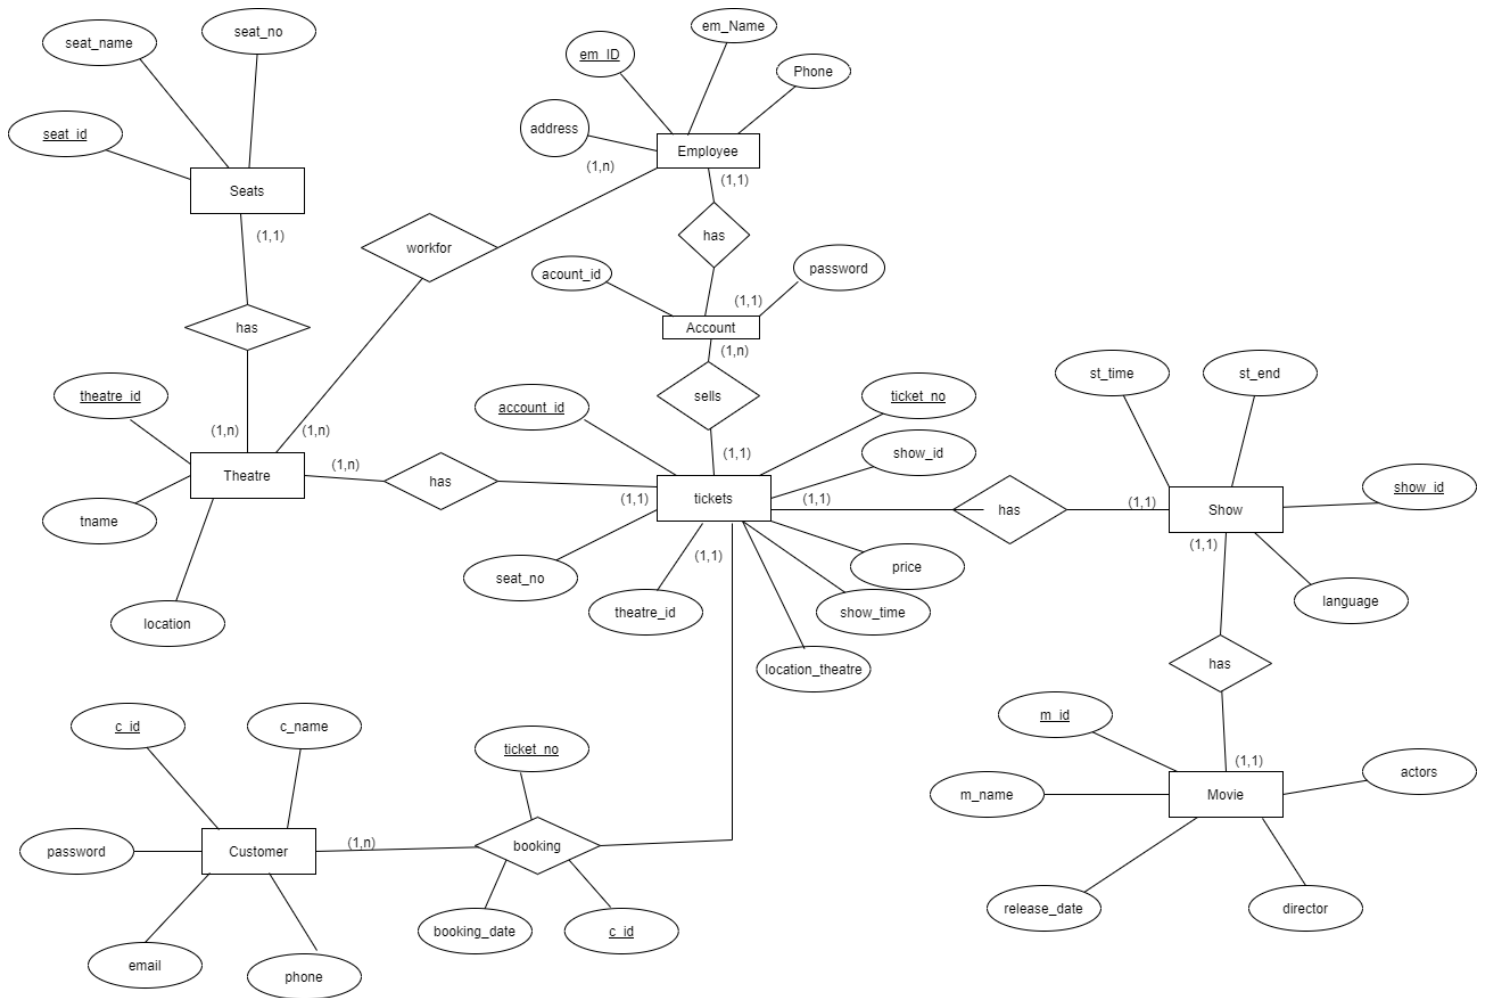 seat_name
seat_no
seat_id
Seats
(1,1)
has
em_ID
em_Name
Phone
address
Employee
(1,n)
(1,1)
workfor
has
acount_id
password
(1,1)
Account
(1,n)
sells
theatre_id
(1,n)
(1,n)
Theatre
tname
location
(1,n)
has
account_id
ticket_no
show_id
(1,1)
(1,1)
tickets
(1,1)
(1,1)
seat_no
theatre_id
price
show_time
location_theatre
has
st_time
st_end
show_id
(1,1)
Show
(1,1)
language
has
m_id
(1,1)
actors
m_name
Movie
release_date
director
c_id
c_name
ticket_no
password
Customer
(1,n)
booking
booking_date
c_id
email
phone